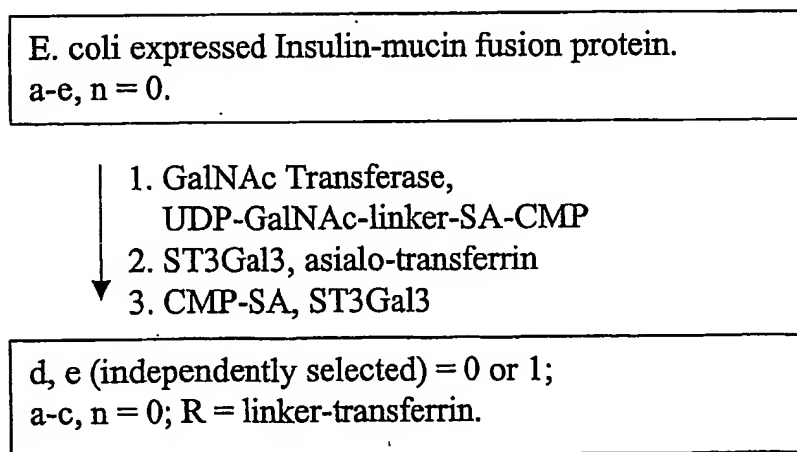 E. coli expressed Insulin-mucin fusion protein.
a-e, n = 0.
1. GalNAc Transferase,
UDP-GalNAc-linker-SA-CMP
2. ST3Gal3, asialo-transferrin
3. CMP-SA, ST3Gal3
d, e (independently selected) = 0 or 1;
a-c, n = 0; R = linker-transferrin.